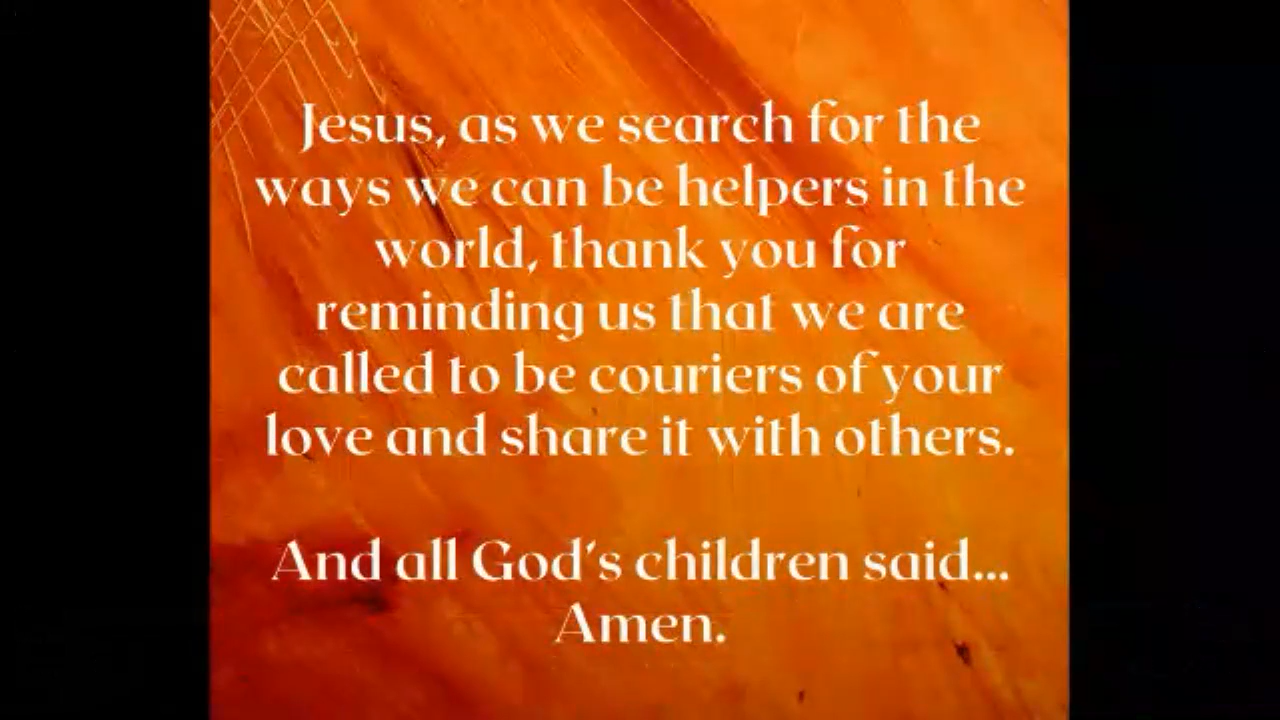 Jesus, as we search for the
ways we can be helpers in the
world, thank you for
reminding us that we are
called to be couriers of your
love and share it with others.
And all God's children said...
Amen.